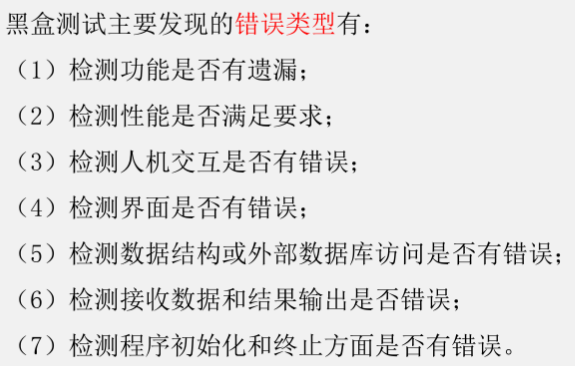 黑盒测试主要发现的错误类型有：
（1）检测功能是否有遗漏；
（2）检测性能是否满足要求；
（3）检测人机交互是否有错误；
（4）检测界面是否有错误；
（5）检测数据结构或外部数据库访问是否有错误；
（6）检测接收数据和结果输出是否错误；
（7）检测程序初始化和终止方面是否有错误。